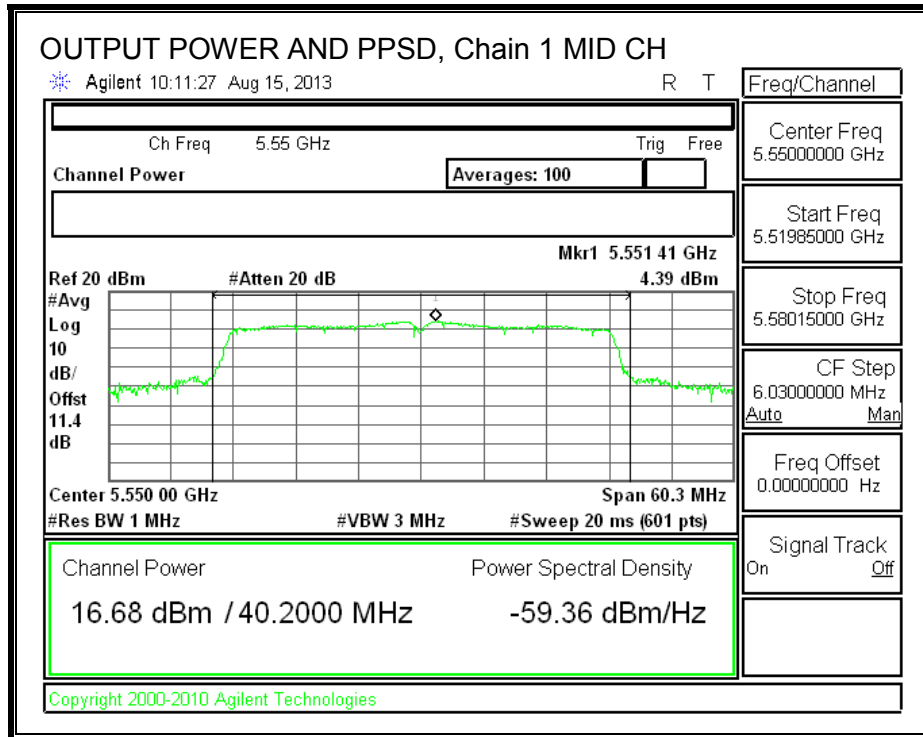 OUTPUT POWER AND PPSD, Chain 1 MID CH
Agilent 10:11:27 Aug 15, 2013 R T
Freq/Channel
Ch Freq 5.55 GHz Trig Free
Channel Power Averages: 100
Mkr1 5.551 41 GHz
Ref 20 dBm #Atten 20 dB 4.39 dBm
#Avg
Log
10
dB/
Offst
11.4
dB
1
Center 5.550 00 GHz Span 60.3 MHz
#Res BW 1 MHz #VBW 3 MHz #Sweep 20 ms (601 pts)
Channel Power Power Spectral Density
16.68 dBm / 40.2000 MHz -59.36 dBm/Hz
Center Freq
5.55000000 GHz
Start Freq
5.51985000 GHz
Stop Freq
5.58015000 GHz
CF Step
6.03000000 MHz
Auto Man
Freq Offset
0.00000000 Hz
Signal Track
On Off
Copyright 2000-2010 Agilent Technologies